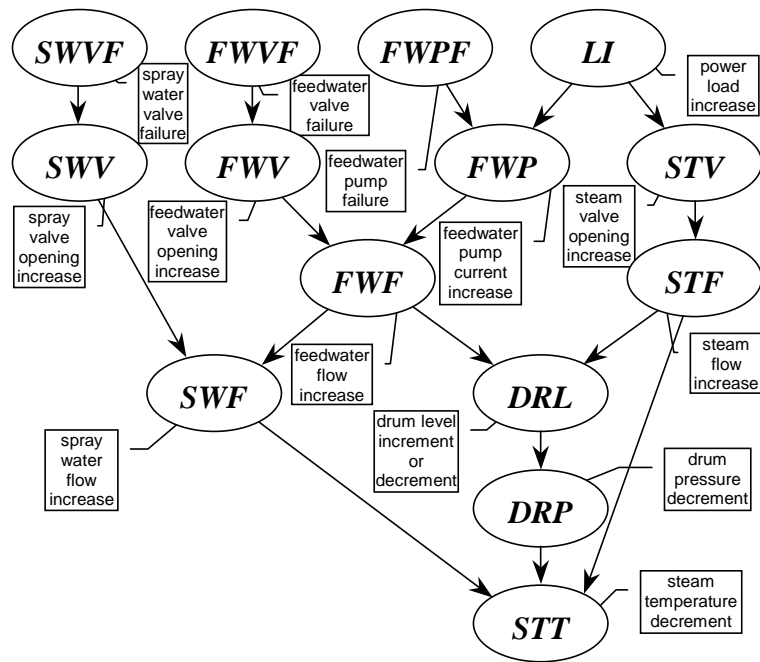 SWVF
FWVF
FWPF
LI
spray
water
valve
failure
feedwater
valve
failure
power
load
increase
SWV
FWV
feedwater
pump
failure
FWP
STV
spray
valve
opening
increase
feedwater
valve
opening
increase
feedwater
pump
current
increase
steam
valve
opening
increase
FWF
STF
feedwater
flow
increase
steam
flow
increase
SWF
DRL
spray
water
flow
increase
drum level
increment
or
decrement
DRP
drum
pressure
decrement
STT
steam
temperature
decrement